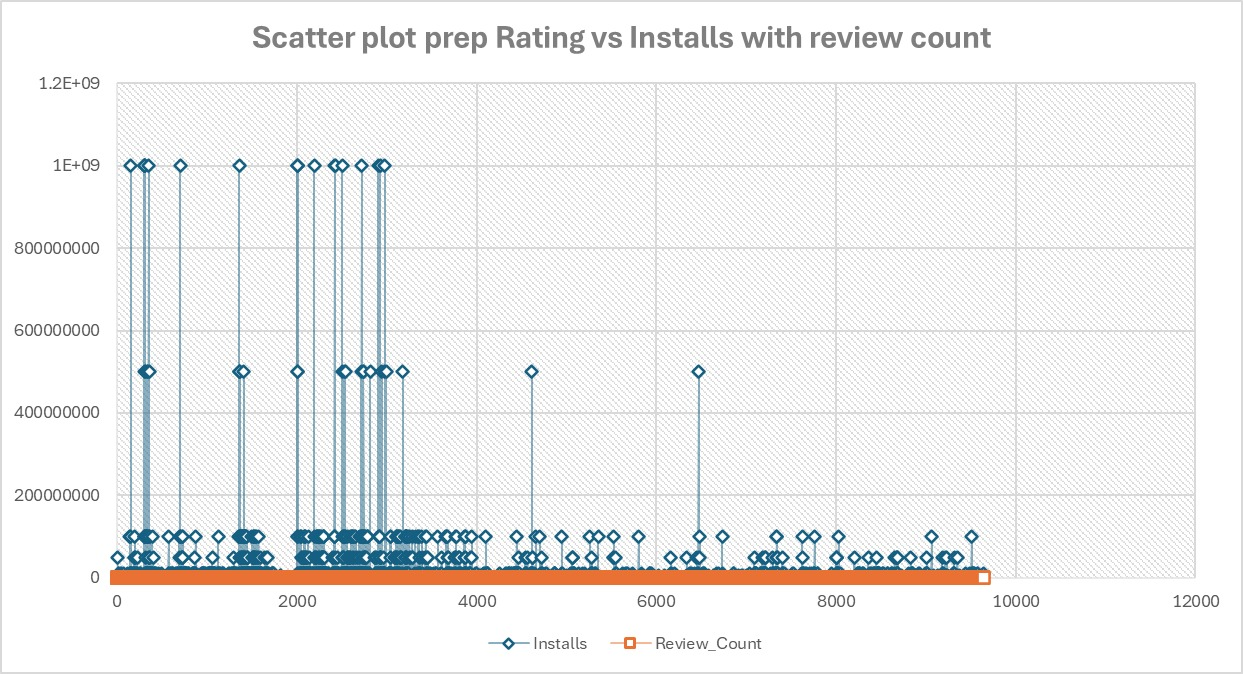 Scatter plot prep Rating vs Installs with review count
1.2E+09
1E+09
800000000
600000000
400000000
200000000
0
0 2000 4000 6000 8000 10000 12000
Installs Review_Count